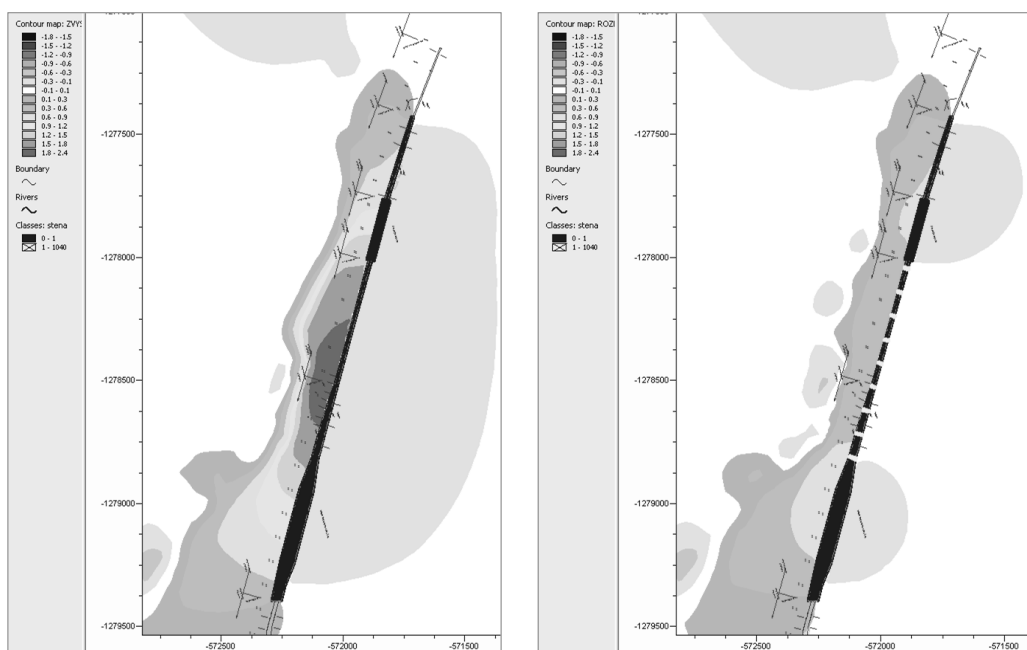 Contour map: ZVYS
-1.8 - -1.5
-1.5 - -1.2
-1.2 - -0.9
-0.9 - -0.6
-0.6 - -0.3
-0.3 - -0.1
-0.1 - 0.1
0.1 - 0.3
0.3 - 0.6
0.6 - 0.9
0.9 - 1.2
1.2 - 1.5
1.5 - 1.8
1.8 - 2.4
Boundary
Rivers
Classes: stena
0 - 1
1 - 1040
-1277500
-1278000
-1278500
-1279000
-1279500
-572500
-572000
-571500
Contour map: ROZI
-1.8 - -1.5
-1.5 - -1.2
-1.2 - -0.9
-0.9 - -0.6
-0.6 - -0.3
-0.3 - -0.1
-0.1 - 0.1
0.1 - 0.3
0.3 - 0.6
0.6 - 0.9
0.9 - 1.2
1.2 - 1.5
1.5 - 1.8
1.8 - 2.4
Boundary
Rivers
Classes: stena
0 - 1
1 - 1040
-1277500
-1278000
-1278500
-1279000
-1279500
-572500
-572000
-571500